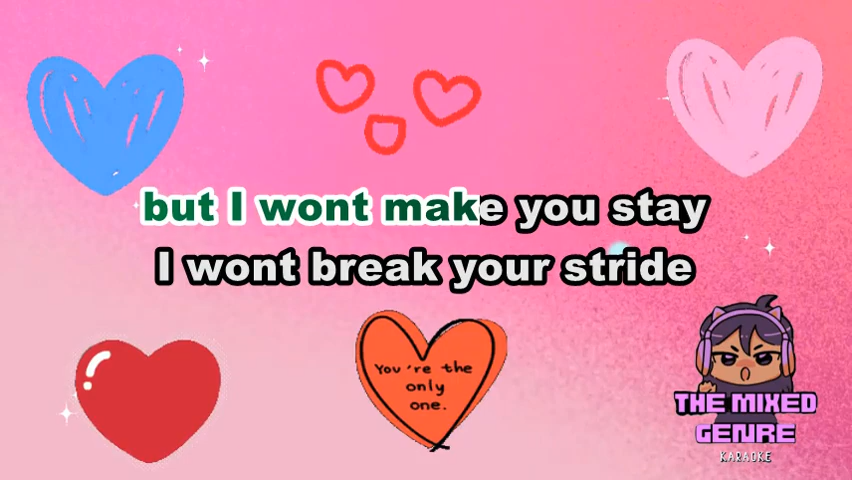 but I wont make you stay
I wont break your stride
You're the
only
one.
THE MIXED
GENRE
KARAOKE